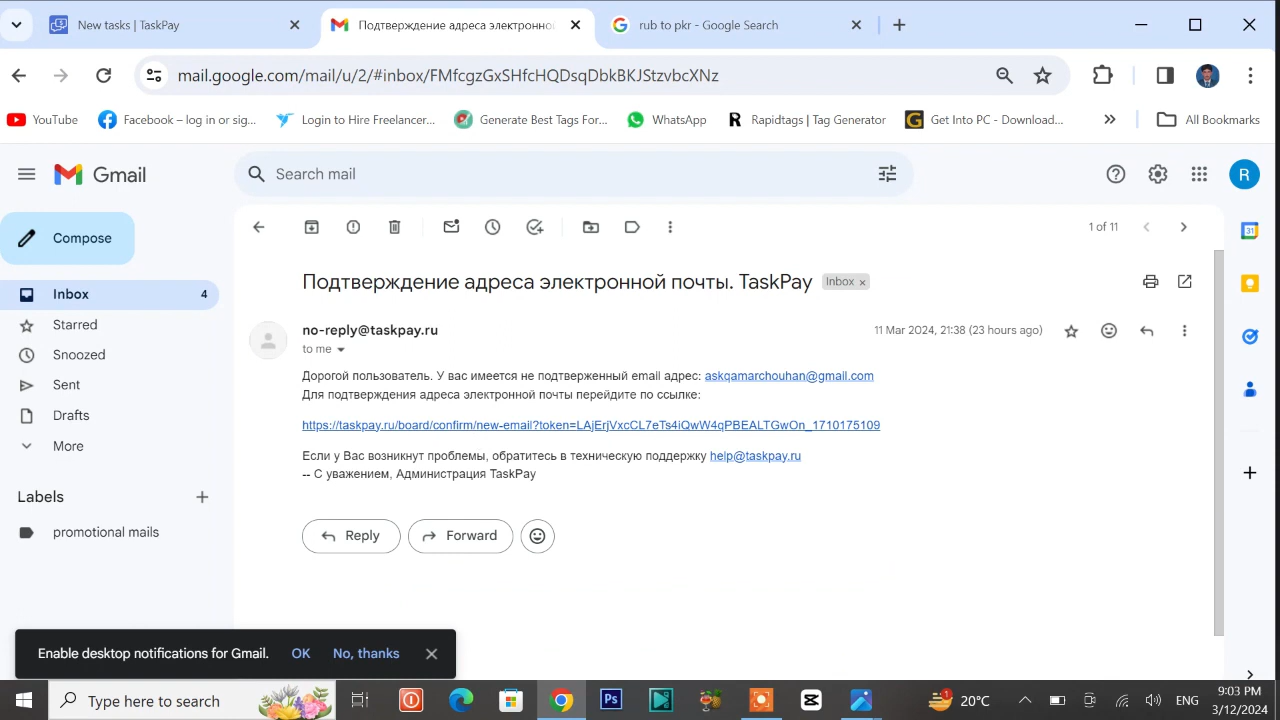 New tasks | TaskPay
Подтверждение адреса электронно
rub to pkr - Google Search
mail.google.com/mail/u/2/#inbox/FMfcgzGxSHfcHQDsqDbkBKJStzvbcXNz
YouTube
Facebook – log in or sig...
Login to Hire Freelancer...
Generate Best Tags For...
WhatsApp
Rapidtags | Tag Generator
Get Into PC - Download...
All Bookmarks
Gmail
Search mail
R
Compose
1 of 11
Подтверждение адреса электронной почты. TaskPay
Inbox
Inbox 4
Starred
Snoozed
Sent
Drafts
More
Labels
promotional mails
no-reply@taskpay.ru
11 Mar 2024, 21:38 (23 hours ago)
to me
Дорогой пользователь. У вас имеется не подтверженный email адрес: askqamarchouhan@gmail.com
Для подтверждения адреса электронной почты перейдите по ссылке:
https://taskpay.ru/board/confirm/new-email?token=LAjErjVxcCL7eTs4iQwW4qPBEALTGwOn_1710175109
Если у Вас возникнут проблемы, обратитесь в техническую поддержку help@taskpay.ru
-- С уважением, Администрация TaskPay
Reply
Forward
Enable desktop notifications for Gmail. OK No, thanks
Type here to search
Ps
1
20°C
ENG
9:03 PM
3/12/2024